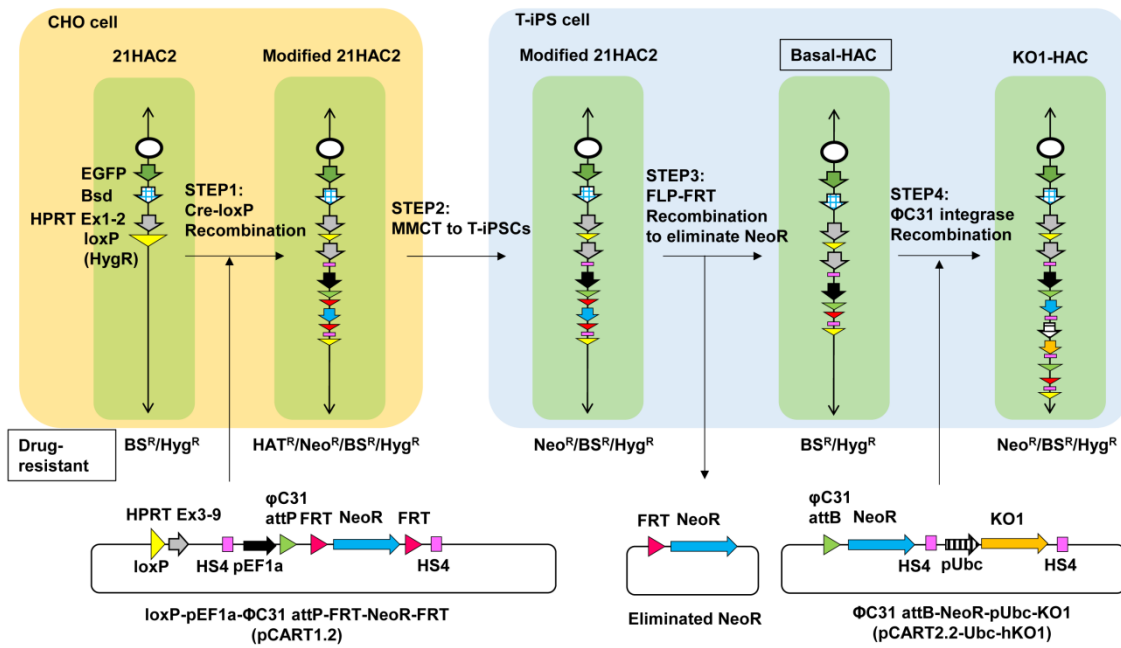 CHO cell
T-iPS cell
21HAC2
Modified 21HAC2
Modified 21HAC2
Basal-HAC
KO1-HAC
EGFP
Bsd
HPRT Ex1-2
loxP
(HygR)
STEP1:
Cre-loxP
Recombination
STEP2:
MMCT to T-iPSCs
STEP3:
FLP-FRT
Recombination
to eliminate NeoR
STEP4:
ΦC31 integrase
Recombination
Drug-
resistant
BSᴿ/Hygᴿ
HATᴿ/Neoᴿ/BSᴿ/Hygᴿ
Neoᴿ/BSᴿ/Hygᴿ
BSᴿ/Hygᴿ
Neoᴿ/BSᴿ/Hygᴿ
HPRT Ex3-9
φC31
attP
FRT
NeoR
FRT
loxP
HS4
pEF1a
HS4
loxP-pEF1a-ΦC31 attP-FRT-NeoR-FRT
(pCART1.2)
FRT
NeoR
Eliminated NeoR
φC31
attB
NeoR
KO1
HS4
pUbc
HS4
ΦC31 attB-NeoR-pUbc-KO1
(pCART2.2-Ubc-hKO1)